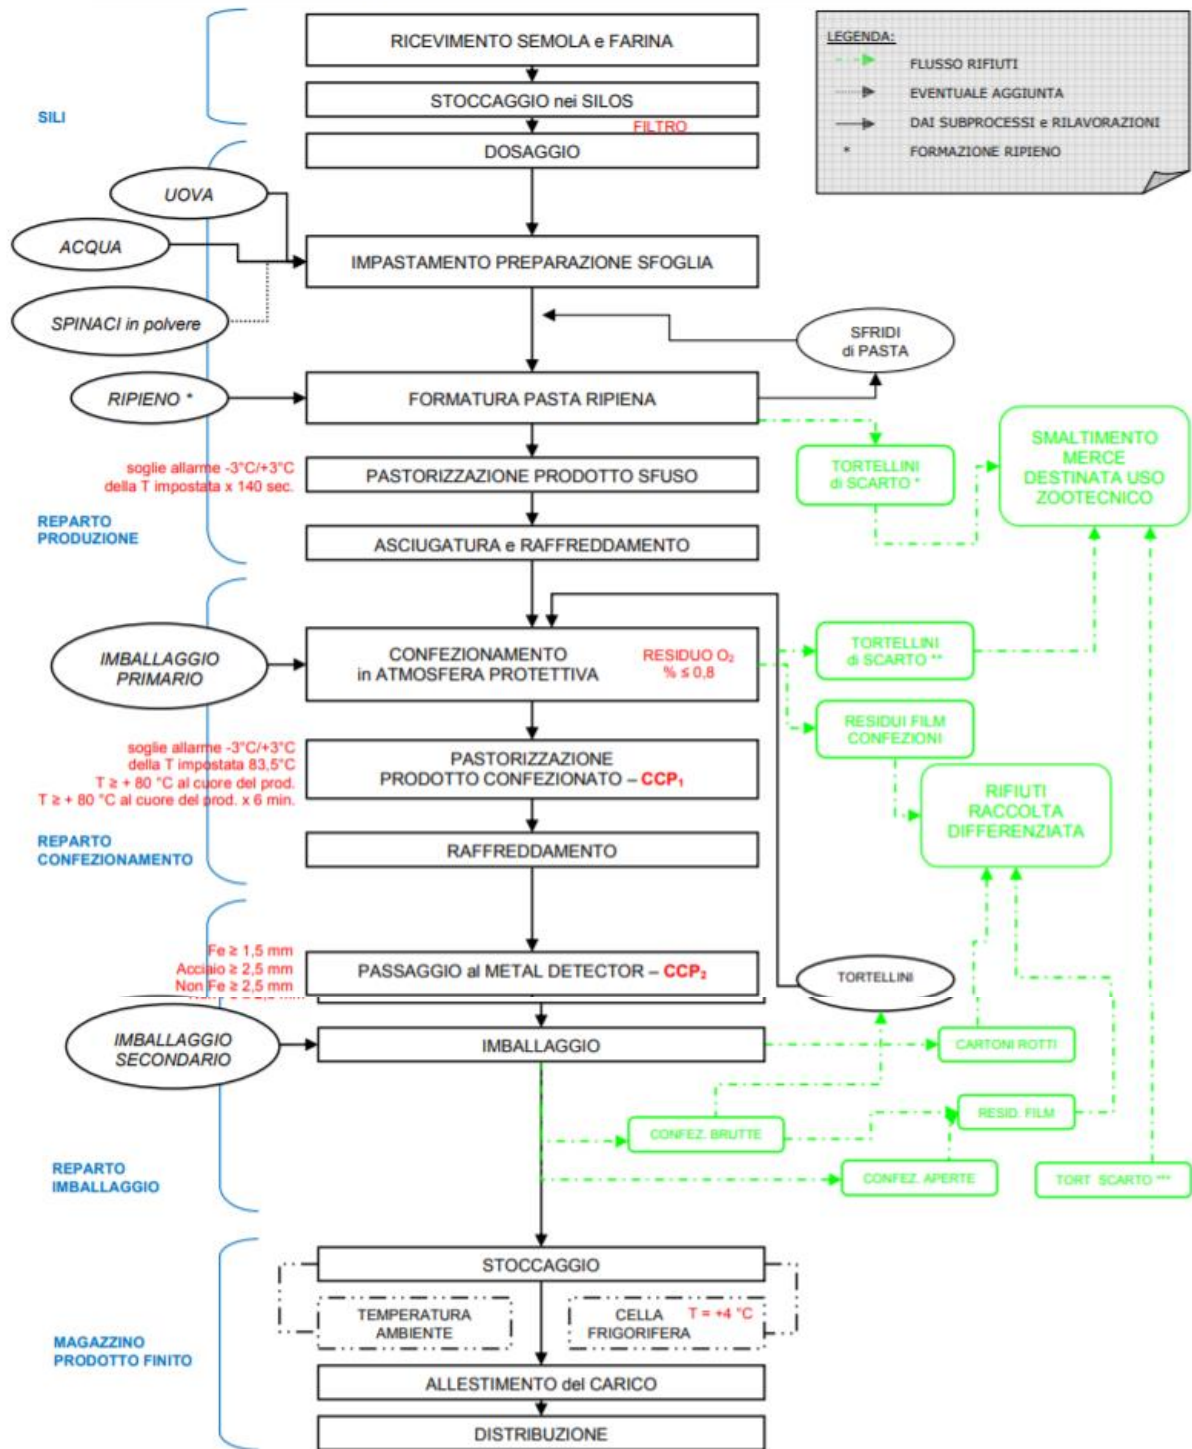 RICEVIMENTO SEMOLA e FARINA
STOCCAGGIO nei SILOS
SILI
FILTRO
DOSAGGIO
LEGENDA:
FLUSSO RIFIUTI
EVENTUALE AGGIUNTA
DAI SUBPROCESSI e RILAVORAZIONI
* FORMAZIONE RIPIENO
UOVA
ACQUA
IMPASTAMENTO PREPARAZIONE SFOGLIA
SPINACI in polvere
SFRIDI
di PASTA
RIPIENO *
FORMATURA PASTA RIPIENA
soglie allarme -3°C/+3°C
della T impostata x 140 sec.
PASTORIZZAZIONE PRODOTTO SFUSO
TORTELLINI
di SCARTO *
SMALTIMENTO
MERCE
DESTINATA USO
ZOOTECNICO
REPARTO
PRODUZIONE
ASCIUGATURA e RAFFREDDAMENTO
IMBALLAGGIO
PRIMARIO
CONFEZIONAMENTO
in ATMOSFERA PROTETTIVA
RESIDUO O₂
% ≤ 0,8
TORTELLINI
di SCARTO **
RESIDUI FILM
CONFEZIONI
soglie allarme -3°C/+3°C
della T impostata 83,5°C
T ≥ + 80 °C al cuore del prod.
T ≥ + 80 °C al cuore del prod. x 6 min.
PASTORIZZAZIONE
PRODOTTO CONFEZIONATO – CCP₁
RIFIUTI
RACCOLTA
DIFFERENZIATA
REPARTO
CONFEZIONAMENTO
RAFFREDDAMENTO
Fe ≥ 1,5 mm
Acciaio ≥ 2,5 mm
Non Fe ≥ 2,5 mm
PASSAGGIO al METAL DETECTOR – CCP₂
TORTELLINI
IMBALLAGGIO
SECONDARIO
IMBALLAGGIO
CARTONI ROTTI
CONFEZ. BRUTTE
RESID. FILM
REPARTO
IMBALLAGGIO
CONFEZ. APERTE
TORT. SCARTO ***
STOCCAGGIO
TEMPERATURA
AMBIENTE
CELLA
FRIGORIFERA
T = +4 °C
MAGAZZINO
PRODOTTO FINITO
ALLESTIMENTO del CARICO
DISTRIBUZIONE